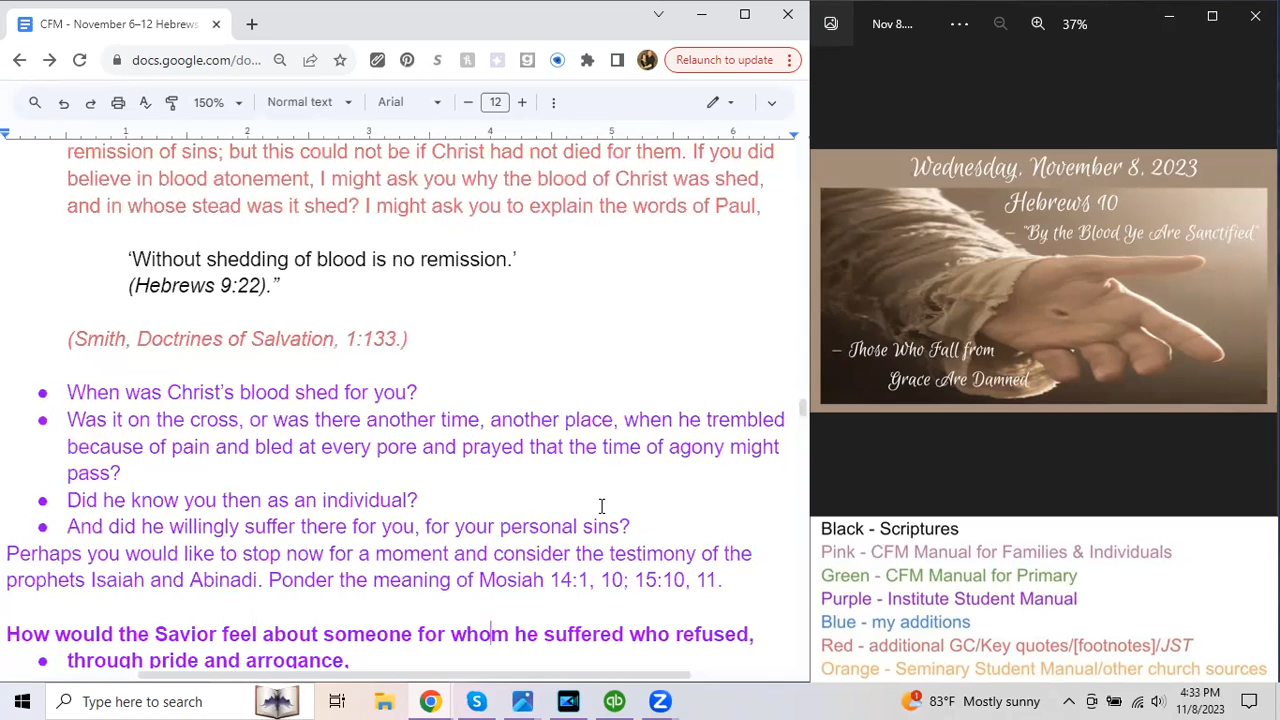 CFM - November 6–12 Hebrews
docs.google.com/do...
Relaunch to update
150%
Normal text
Arial
12
1 2 3 4 5 6
remission of sins; but this could not be if Christ had not died for them. If you did
believe in blood atonement, I might ask you why the blood of Christ was shed,
and in whose stead was it shed? I might ask you to explain the words of Paul,
‘Without shedding of blood is no remission.’
(Hebrews 9:22).”
(Smith, Doctrines of Salvation, 1:133.)
● When was Christ’s blood shed for you?
● Was it on the cross, or was there another time, another place, when he trembled
because of pain and bled at every pore and prayed that the time of agony might
pass?
● Did he know you then as an individual?
● And did he willingly suffer there for you, for your personal sins?
Perhaps you would like to stop now for a moment and consider the testimony of the
prophets Isaiah and Abinadi. Ponder the meaning of Mosiah 14:1, 10; 15:10, 11.
How would the Savior feel about someone for whom he suffered who refused,
● through pride and arrogance,
Nov 8....
37%
Wednesday, November 8, 2023
Hebrews 10
– “By the Blood Ye Are Sanctified”
– Those Who Fall from
Grace Are Damned
Black - Scriptures
Pink - CFM Manual for Families & Individuals
Green - CFM Manual for Primary
Purple - Institute Student Manual
Blue - my additions
Red - additional GC/Key quotes/[footnotes]/JST
Orange - Seminary Student Manual/other church sources
Type here to search
83°F Mostly sunny
4:33 PM
11/8/2023